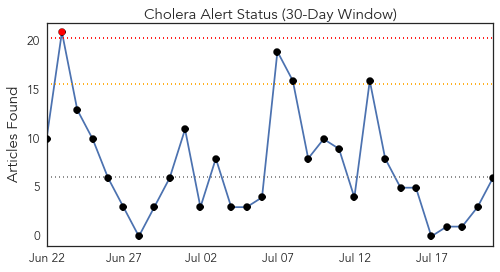 Cholera Alert Status (30-Day Window)
Articles Found
20
15
10
5
0
Jun 22 Jun 27 Jul 02 Jul 07 Jul 12 Jul 17